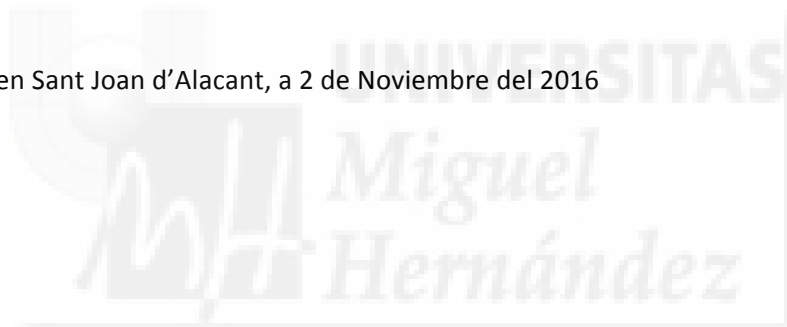 en Sant Joan d’Alacant, a 2 de Noviembre del 2016
UNIVERSITAS
Miguel
Hernández